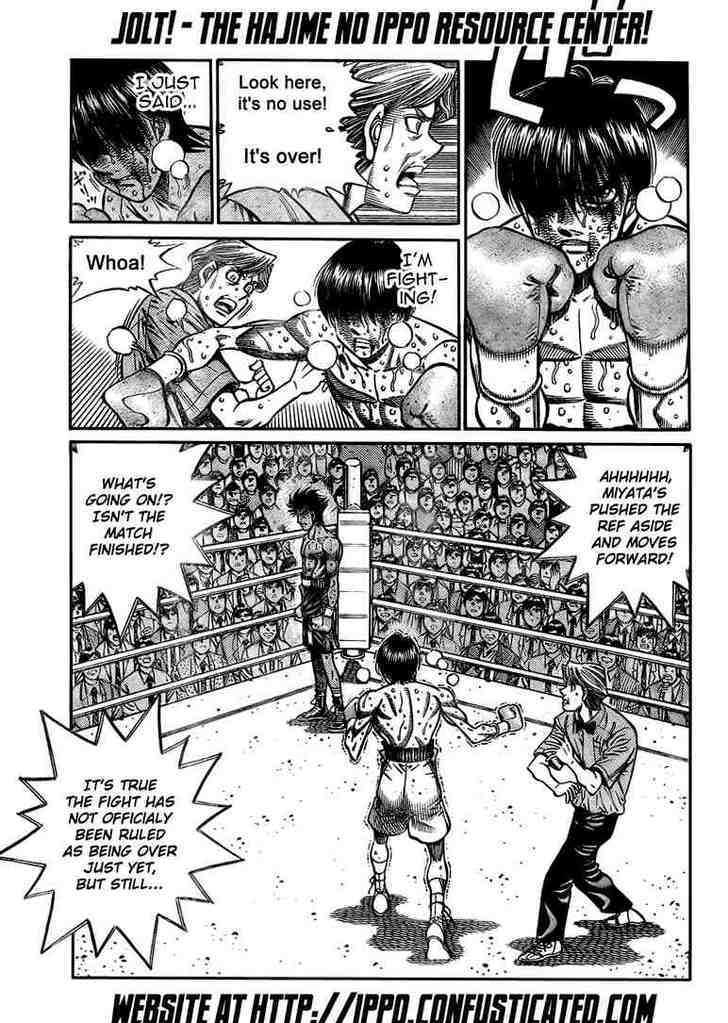 JOLT! - THE HAJIME NO IPPO RESOURCE CENTER!
I JUST
SAID...
Look here,
it's no use!
It's over!
Whoa!
I'M
FIGHT-
ING!
WHAT'S
GOING ON!?
ISN'T THE
MATCH
FINISHED!?
AHHHHHH,
MIYATA'S
PUSHED THE
REF ASIDE
AND MOVES
FORWARD!
IT'S TRUE
THE FIGHT HAS
NOT OFFICIALY
BEEN RULED
AS BEING OVER
JUST YET,
BUT STILL...
WEBSITE AT HTTP://IPPO.CONFUSTICATED.COM